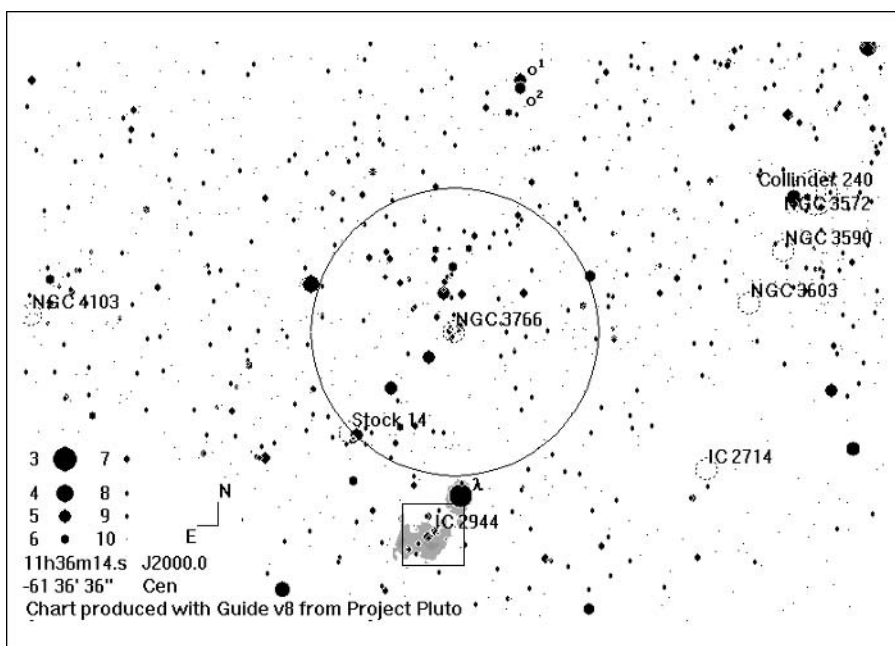 o¹
o²
Collinder 240
NGC 3572
NGC 3590
NGC 3603
NGC 4103
NGC 3766
Stock 14
IC 2714
λ
IC 2944
3 7
4 8
5 9
6 10
N
E
11h36m14.s J2000.0
-61 36' 36" Cen
Chart produced with Guide v8 from Project Pluto